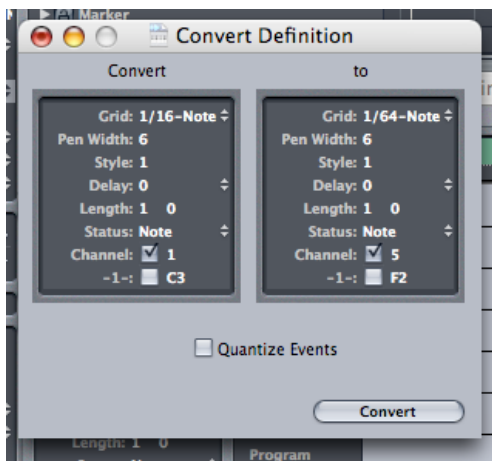 Marker
Convert Definition
Convert to
Grid: 1/16-Note Grid: 1/64-Note
Pen Width: 6 Pen Width: 6
Style: 1 Style: 1
Delay: 0 Delay: 0
Length: 1 0 Length: 1 0
Status: Note Status: Note
Channel: 1 Channel: 5
-1-: C3 -1-: F2
Quantize Events
Convert
Length: 1 0
Program